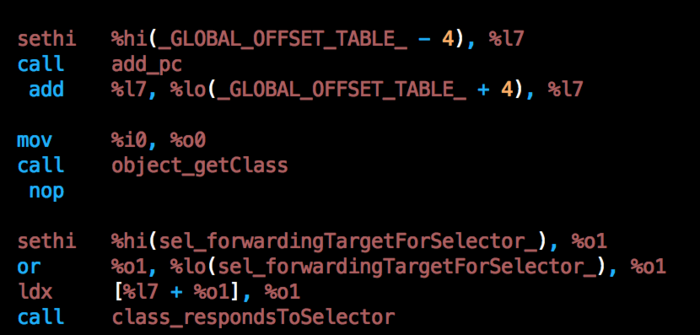 sethi %hi(_GLOBAL_OFFSET_TABLE_ - 4), %l7
call add_pc
add %l7, %lo(_GLOBAL_OFFSET_TABLE_ + 4), %l7
mov %i0, %o0
call object_getClass
nop
sethi %hi(sel_forwardingTargetForSelector_), %o1
or %o1, %lo(sel_forwardingTargetForSelector_), %o1
ldx [%l7 + %o1], %o1
call class_respondsToSelector